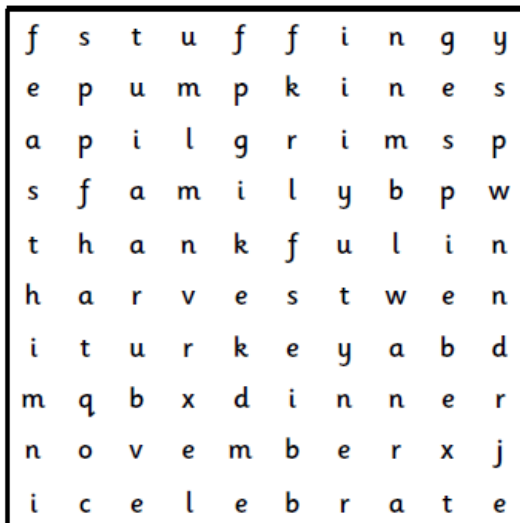 f s t u f f i n g y
e p u m p k i n e s
a p i l g r i m s p
s f a m i l y b p w
t h a n k f u l i n
h a r v e s t w e n
i t u r k e y a b d
m q b x d i n n e r
n o v e m b e r x j
i c e l e b r a t e